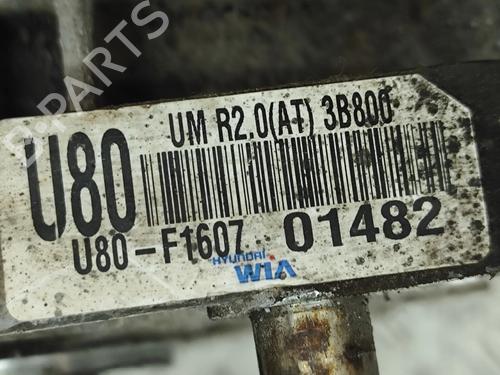 B-PARTS
UM R2.0(AT) 3B800
U80
U80-F1607 01482
HYUNDAI
WIA